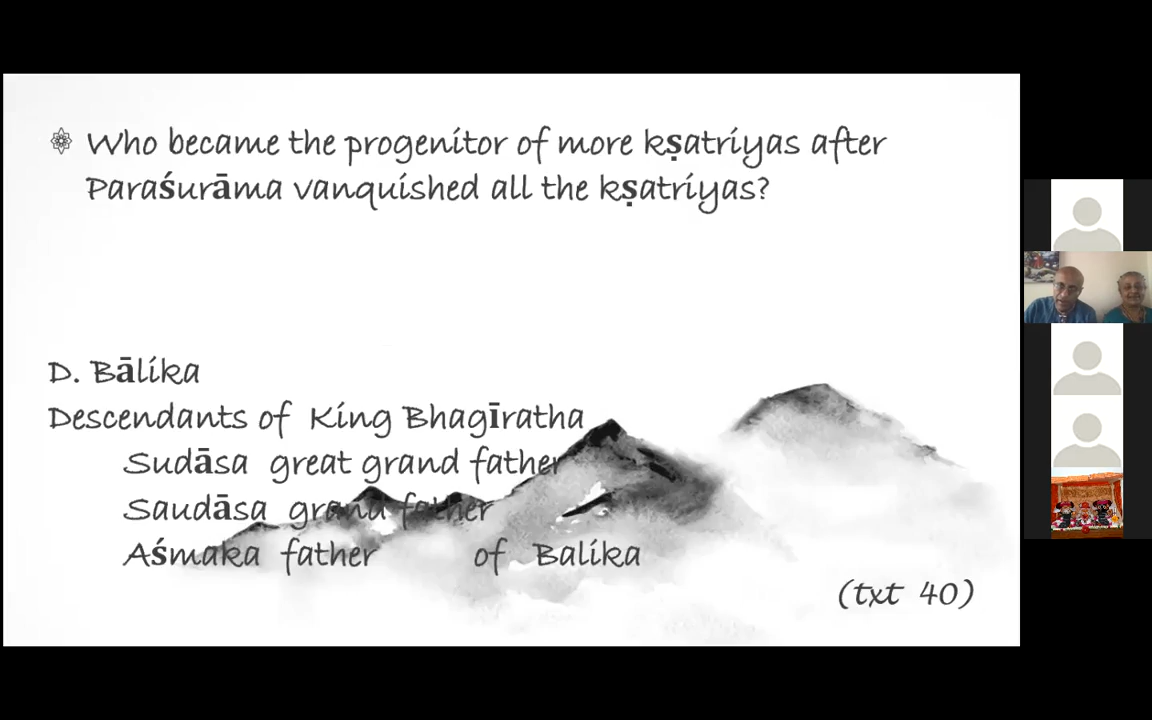 Who became the progenitor of more kṣatriyas after
Paraśurāma vanquished all the kṣatriyas?
D. Bālika
Descendants of King Bhagīratha
Sudāsa great grand father
Saudāsa grand father
Aśmaka father of Balika
(txt 40)